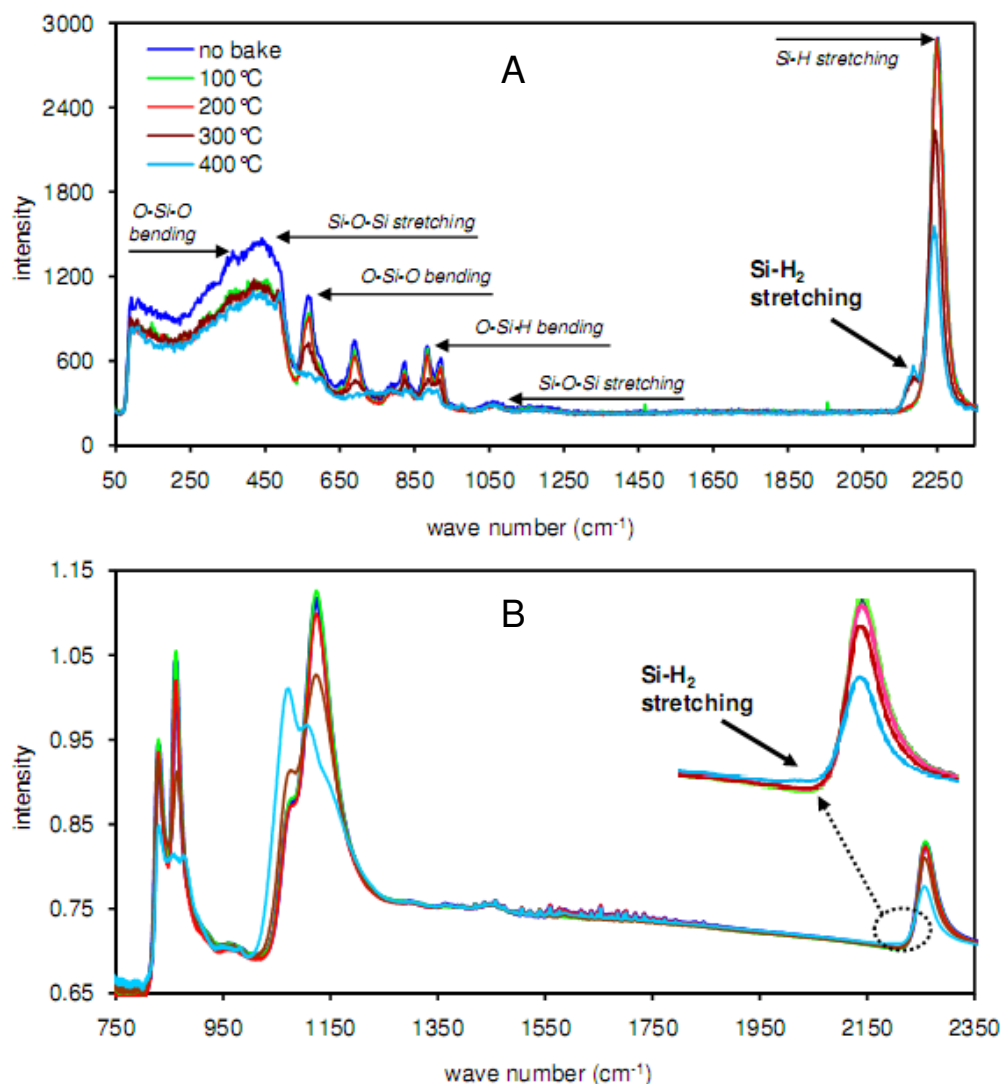 3000
2400
1800
1200
600
0
intensity
no bake
100 °C
200 °C
300 °C
400 °C
A
Si-H stretching
O-Si-O
bending
Si-O-Si stretching
O-Si-O bending
O-Si-H bending
Si-O-Si stretching
Si-H2
stretching
50 250 450 650 850 1050 1250 1450 1650 1850 2050 2250
wave number (cm-1)
1.15
1.05
0.95
0.85
0.75
0.65
intensity
B
Si-H2
stretching
750 950 1150 1350 1550 1750 1950 2150 2350
wave number (cm-1)